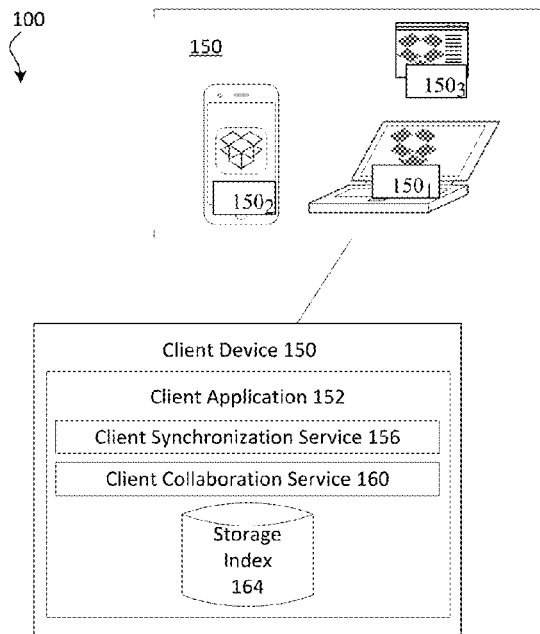 100
150
150₃
150₂
150₁
Client Device 150
Client Application 152
Client Synchronization Service 156
Client Collaboration Service 160
Storage
Index
164